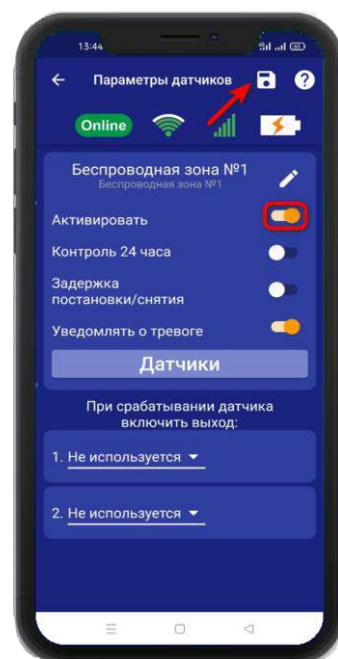 13:44
Параметры датчиков
?
Online
Беспроводная зона №1
Беспроводная зона №1
Активировать
Контроль 24 часа
Задержка
постановки/снятия
Уведомлять о тревоге
Датчики
При срабатывании датчика
включить выход:
1. Не используется
2. Не используется